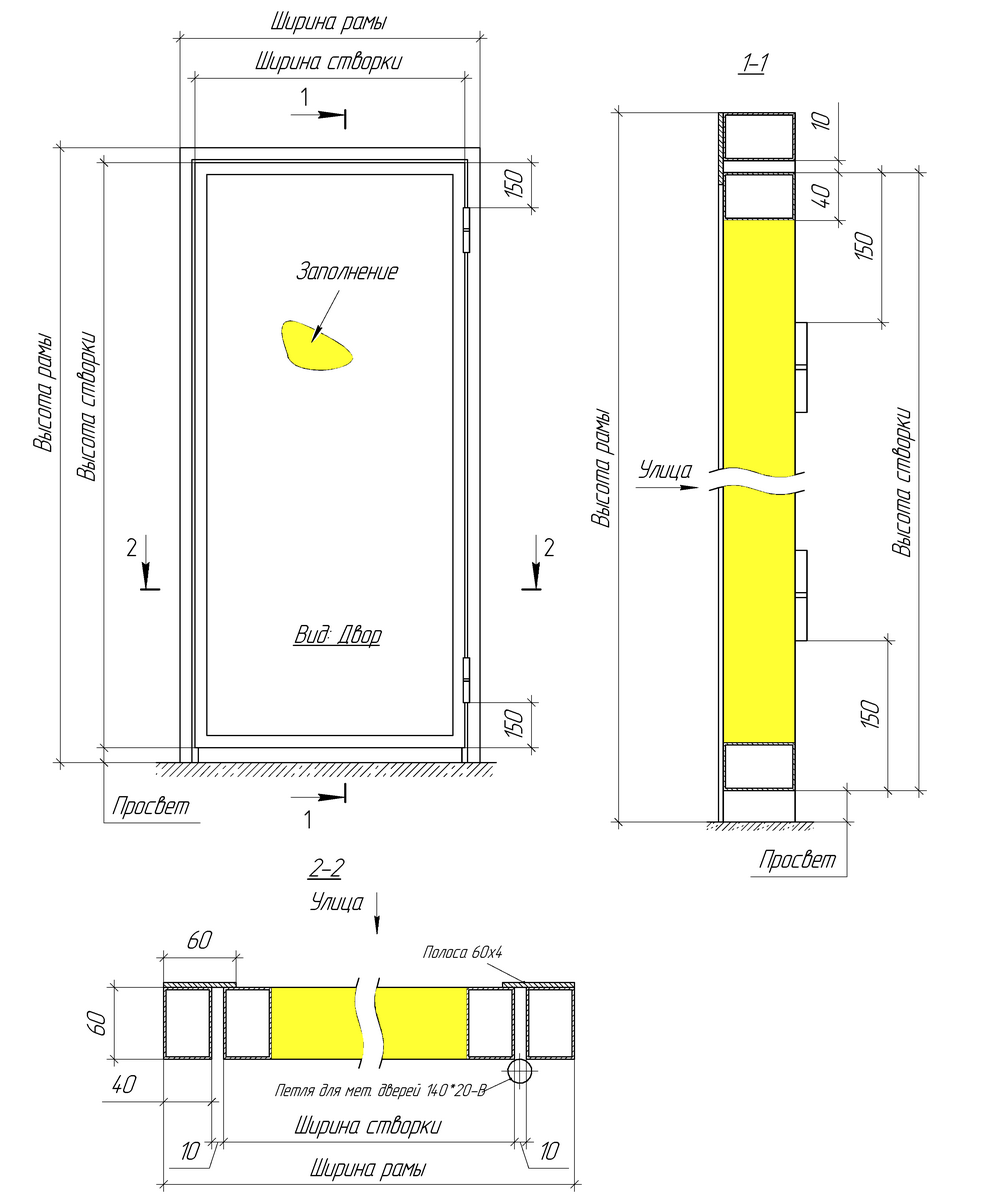 Ширина рамы
Ширина створки
1
150
Заполнение
Высота рамы
Высота створки
2
2
Вид: Двор
150
Просвет
1
1-1
10
40
150
Высота рамы
Улица
Высота створки
150
Просвет
2-2
Улица
60
Полоса 60х4
60
40
Петля для мет. дверей 140*20-В
Ширина створки
10
10
Ширина рамы